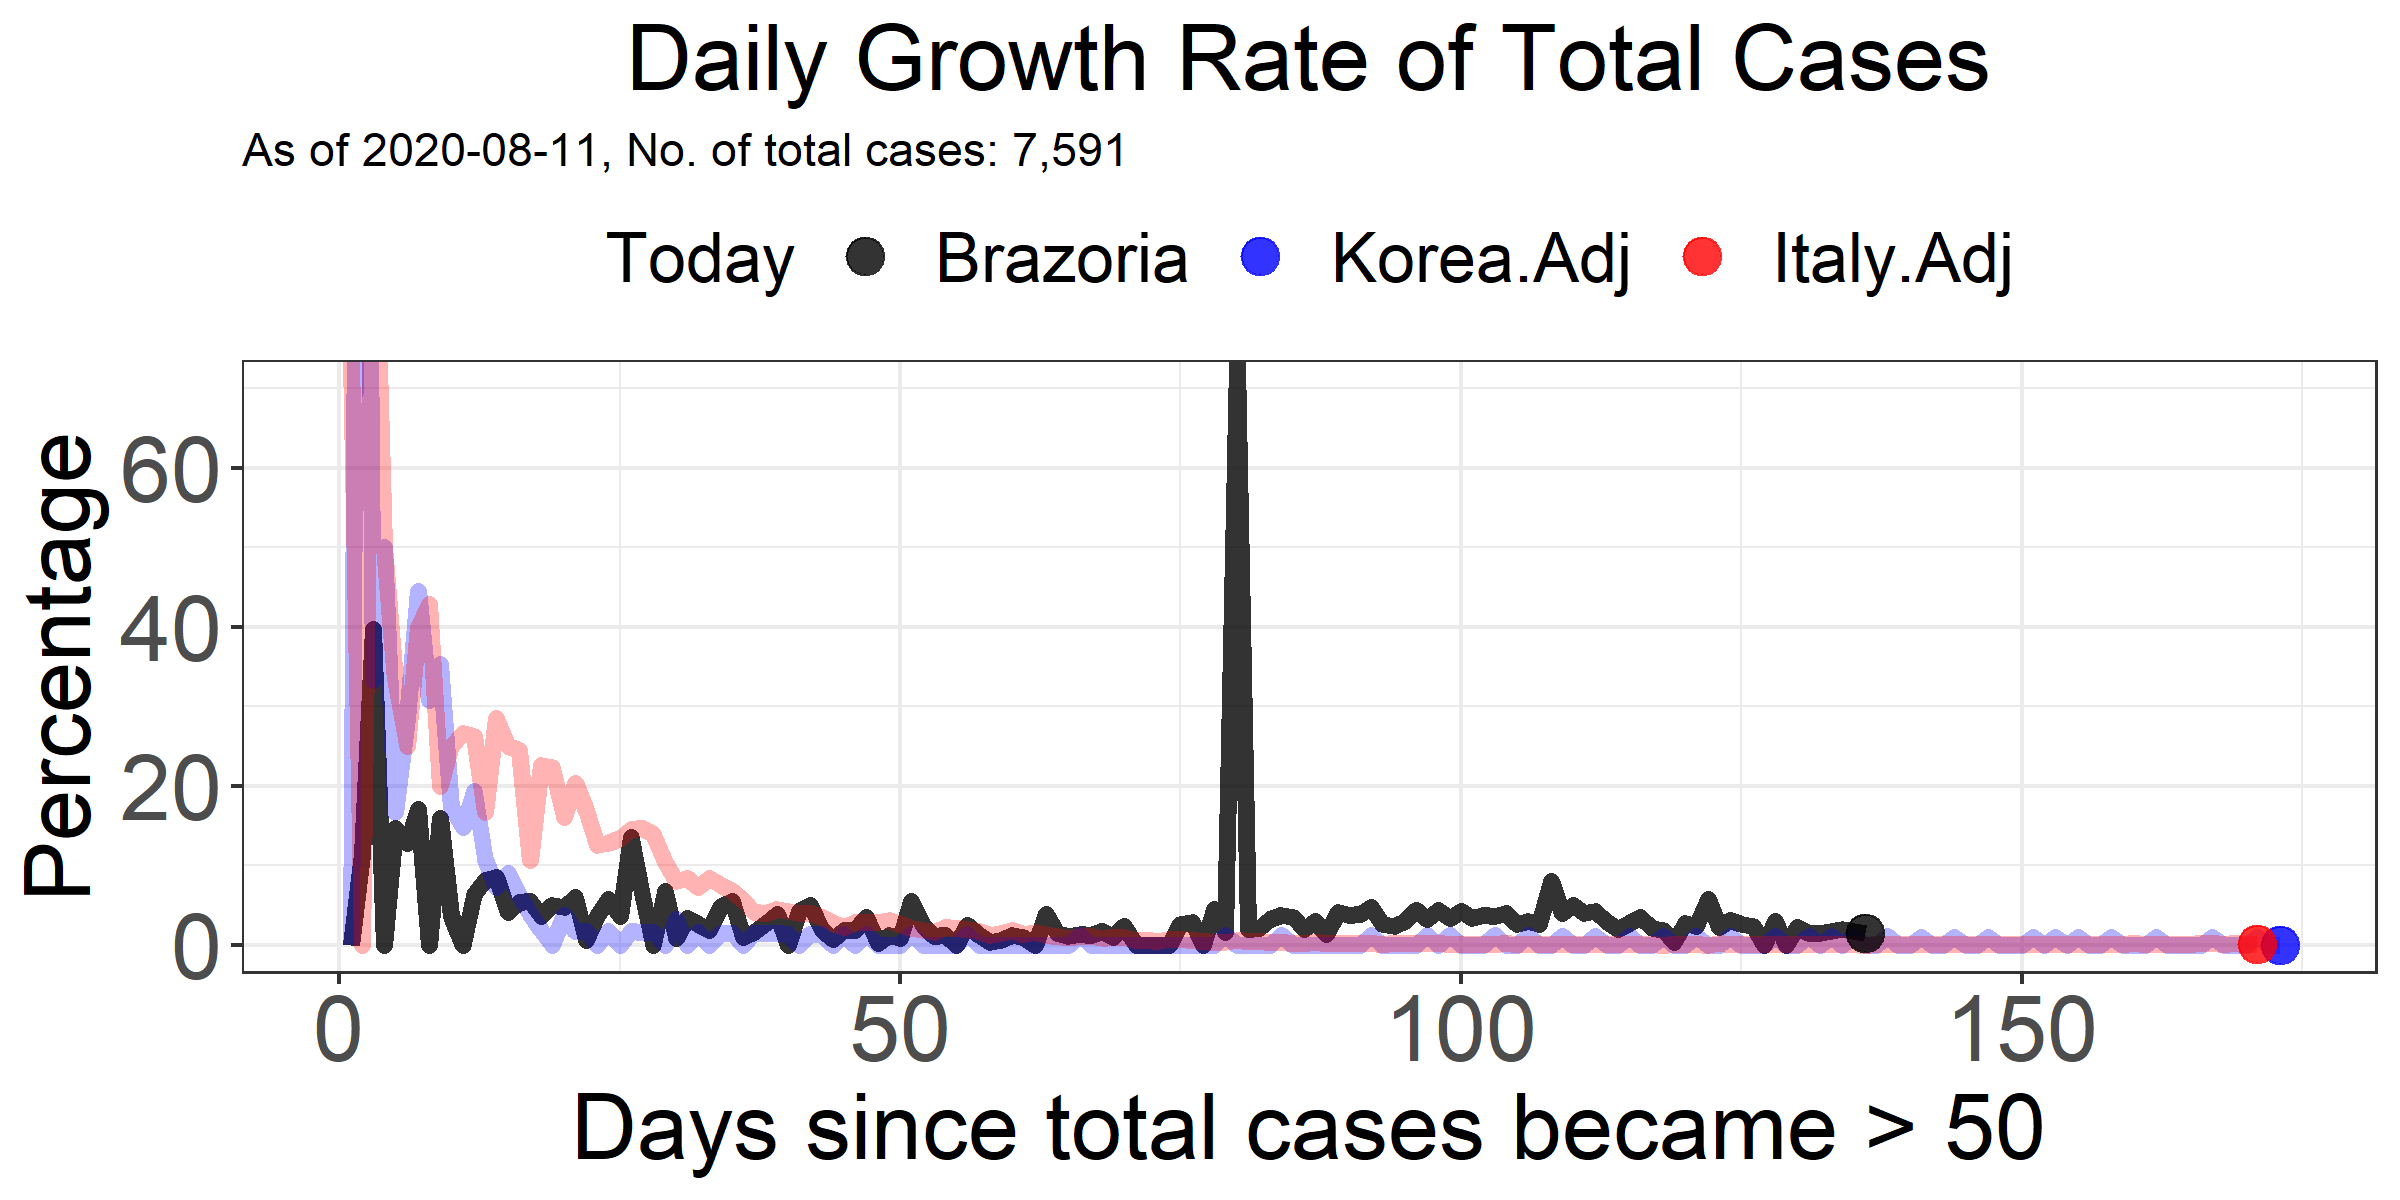 Daily Growth Rate of Total Cases
As of 2020-08-11, No. of total cases: 7,591
Today Brazoria Korea.Adj Italy.Adj
Percentage
60
40
20
0
0 50 100 150
Days since total cases became > 50